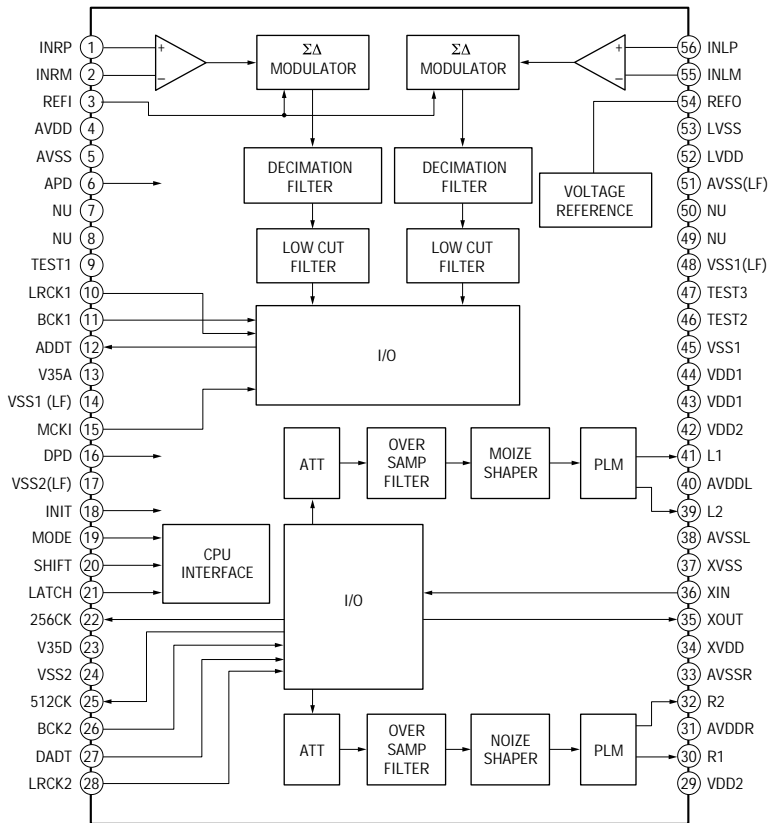 INRP 1
INRM 2
REFI 3
AVDD 4
AVSS 5
APD 6
NU 7
NU 8
TEST1 9
LRCK1 10
BCK1 11
ADDT 12
V35A 13
VSS1 (LF) 14
MCKI 15
DPD 16
VSS2(LF) 17
INIT 18
MODE 19
SHIFT 20
LATCH 21
256CK 22
V35D 23
VSS2 24
512CK 25
BCK2 26
DADT 27
LRCK2 28
+
−
ΣΔ
MODULATOR
ΣΔ
MODULATOR
+
−
DECIMATION
FILTER
DECIMATION
FILTER
VOLTAGE
REFERENCE
LOW CUT
FILTER
LOW CUT
FILTER
I/O
ATT
OVER
SAMP
FILTER
MOIZE
SHAPER
PLM
CPU
INTERFACE
I/O
ATT
OVER
SAMP
FILTER
NOIZE
SHAPER
PLM
56 INLP
55 INLM
54 REFO
53 LVSS
52 LVDD
51 AVSS(LF)
50 NU
49 NU
48 VSS1(LF)
47 TEST3
46 TEST2
45 VSS1
44 VDD1
43 VDD1
42 VDD2
41 L1
40 AVDDL
39 L2
38 AVSSL
37 XVSS
36 XIN
35 XOUT
34 XVDD
33 AVSSR
32 R2
31 AVDDR
30 R1
29 VDD2